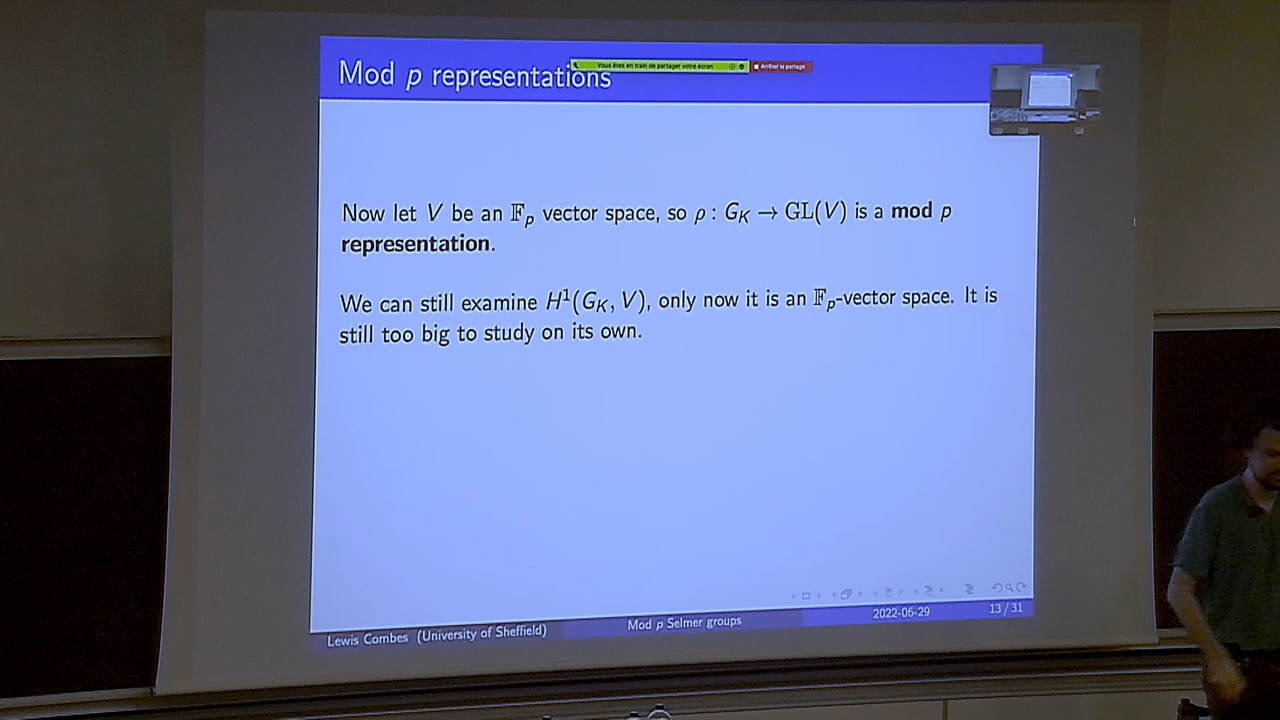 Mod p representations
Vous êtes en train de partager votre écran
Arrêter le partage
Now let V be an 𝔽ₚ vector space, so ρ : G_K → GL(V) is a mod p
representation.
We can still examine H¹(G_K, V), only now it is an 𝔽ₚ-vector space. It is
still too big to study on its own.
Lewis Combes (University of Sheffield)
Mod p Selmer groups
2022-06-29
13 / 31